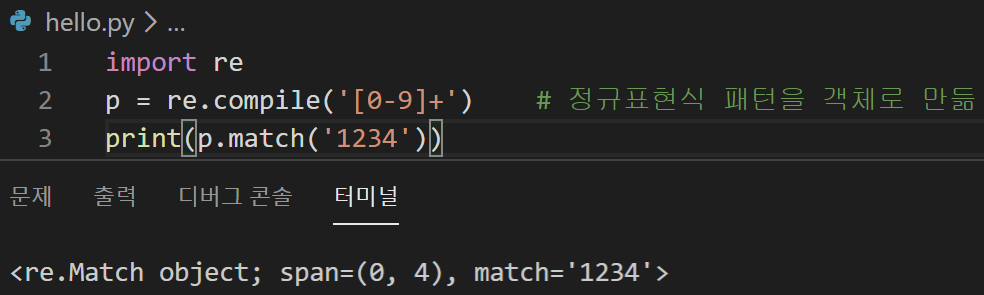 hello.py > ...
1 import re
2 p = re.compile('[0-9]+')    # 정규표현식 패턴을 객체로 만듦
3 print(p.match('1234'))
문제 출력 디버그 콘솔 터미널
<re.Match object; span=(0, 4), match='1234'>